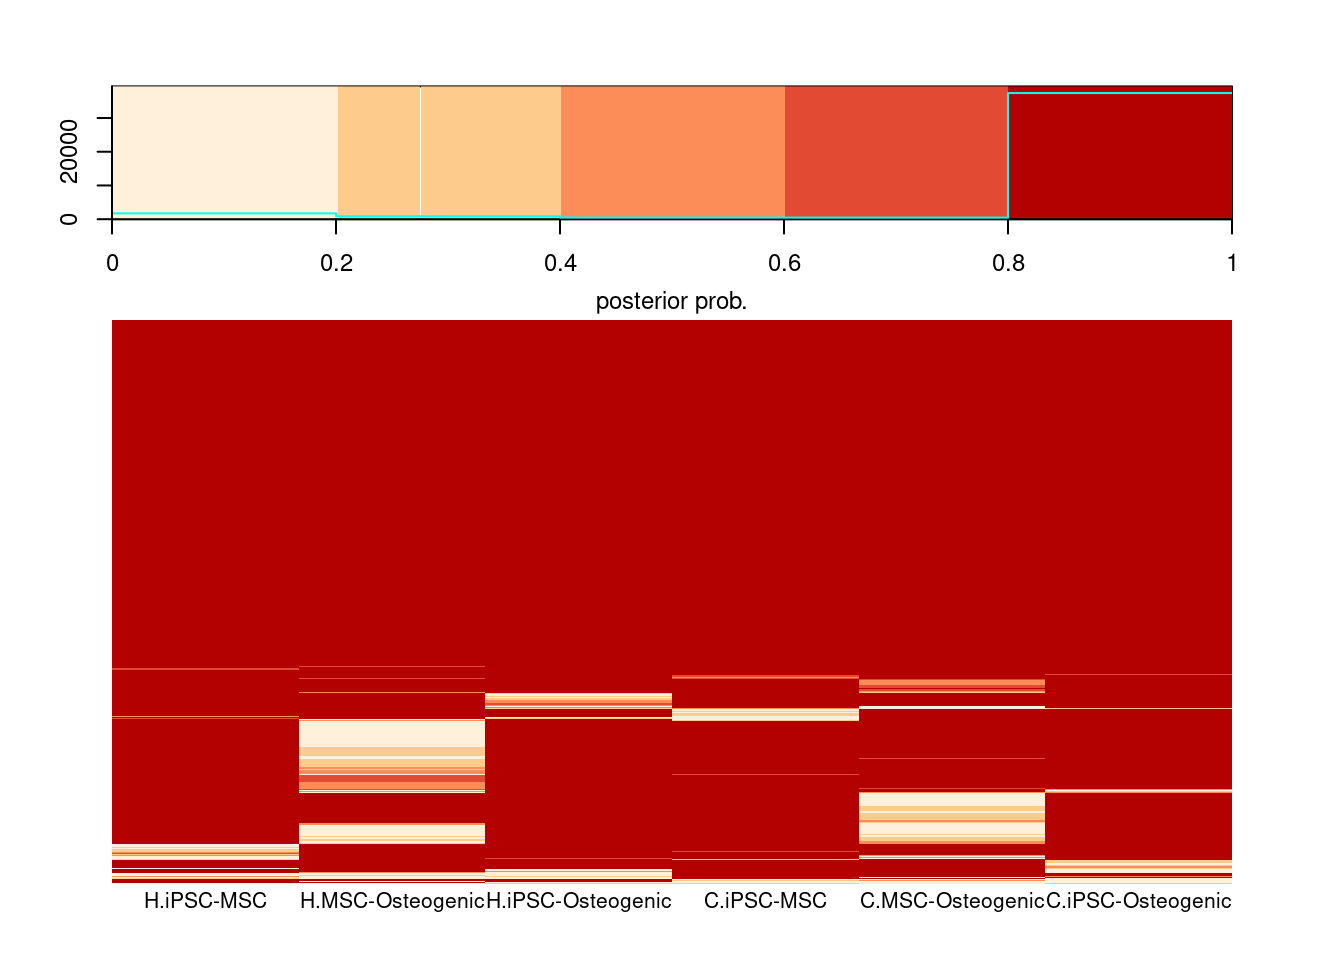 20000
0
0 0.2 0.4 0.6 0.8 1
posterior prob.
H.iPSC-MSC H.MSC-Osteogenic H.iPSC-Osteogenic C.iPSC-MSC C.MSC-Osteogenic C.iPSC-Osteogenic